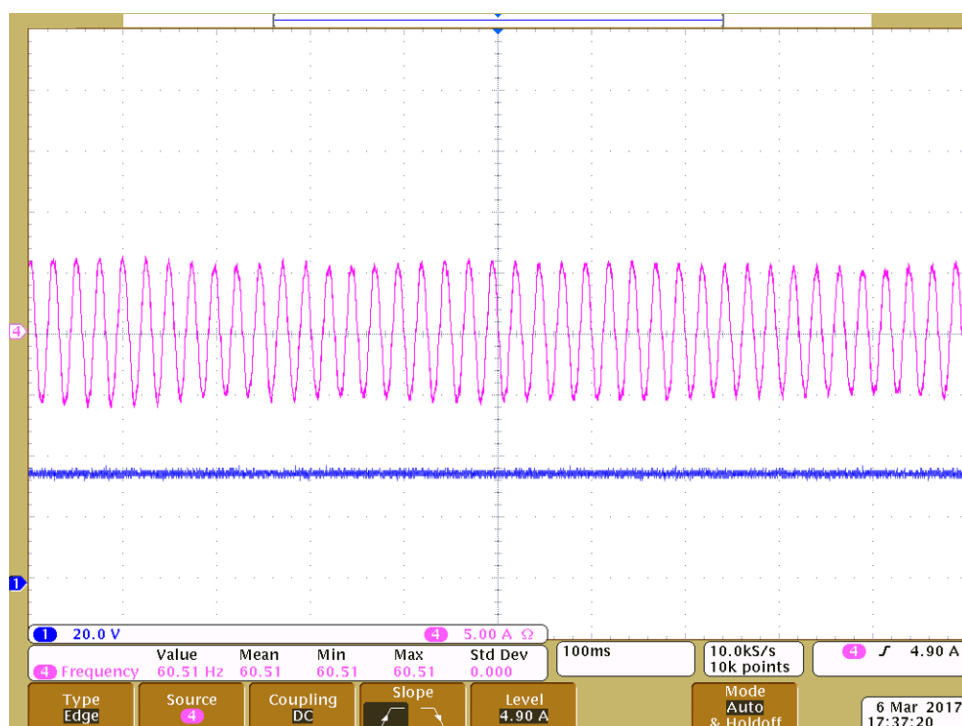 4
1
1 20.0 V 4 5.00 A Ω
Value Mean Min Max Std Dev
4 Frequency 60.51 Hz 60.51 60.51 60.51 0.000
100ms
10.0kS/s
10k points
4 4.90 A
Type
Edge
Source
4
Coupling
DC
Slope
Level
4.90 A
Mode
Auto
& Holdoff
6 Mar 2017
17:37:20